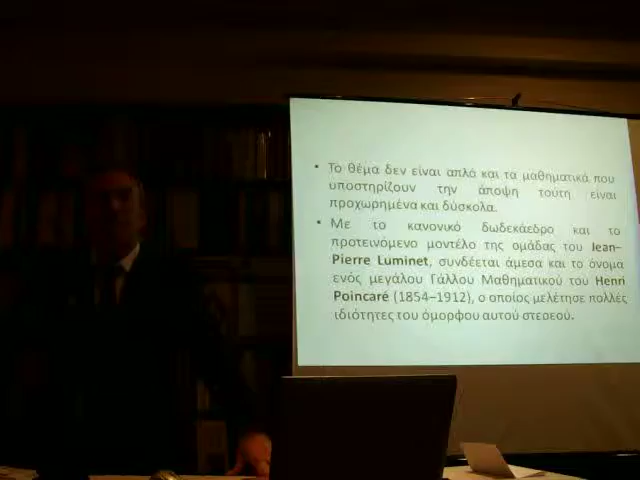 • Το θέμα δεν είναι απλό και τα μαθηματικά που
υποστηρίζουν την άποψη τούτη είναι
προχωρημένα και δύσκολα.
• Με το κανονικό δωδεκάεδρο και το
προτεινόμενο μοντέλο της ομάδας του Jean–
Pierre Luminet, συνδέεται άμεσα και το όνομα
ενός μεγάλου Γάλλου Μαθηματικού του Henri
Poincaré (1854–1912), ο οποίος μελέτησε πολλές
ιδιότητες του όμορφου αυτού στερεού.